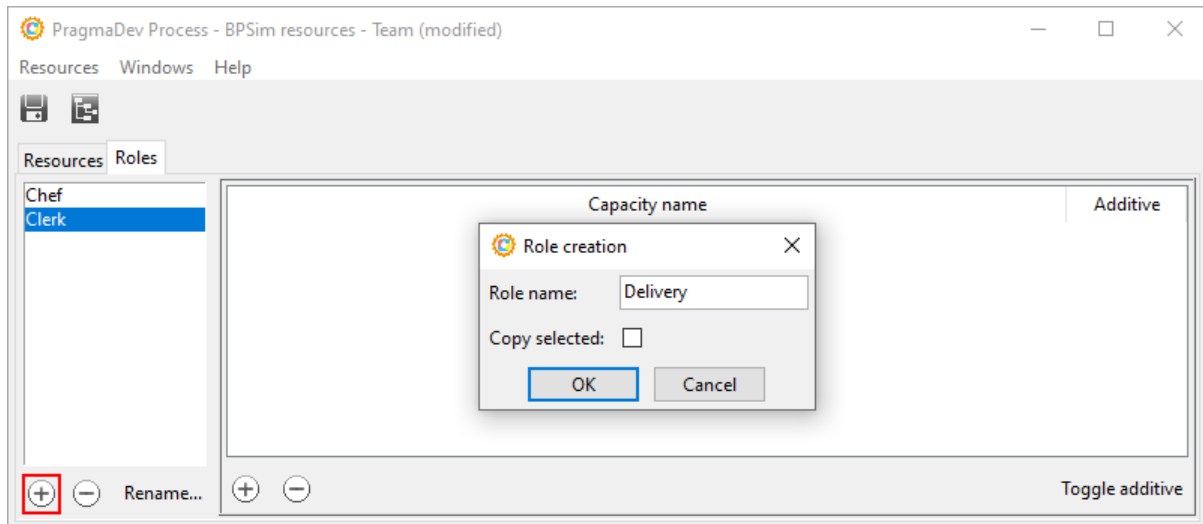 PragmaDev Process - BPSim resources - Team (modified)
Resources Windows Help
Resources Roles
Chef
Clerk
Capacity name Additive
Role creation
Role name: Delivery
Copy selected:
OK Cancel
Rename... Toggle additive